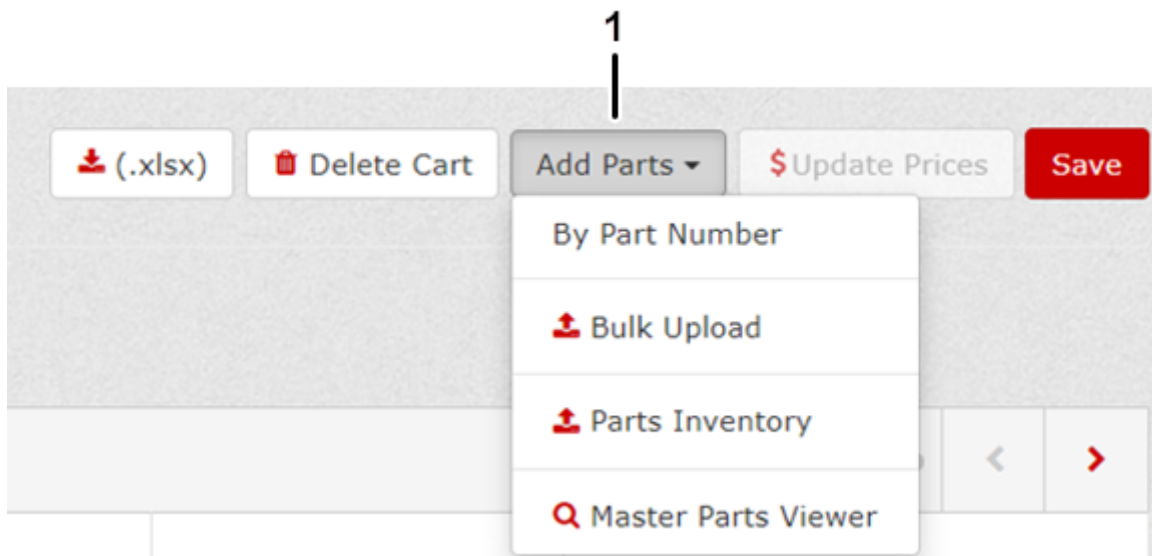 1
(.xlsx) Delete Cart Add Parts $Update Prices Save
By Part Number
Bulk Upload
Parts Inventory
Master Parts Viewer